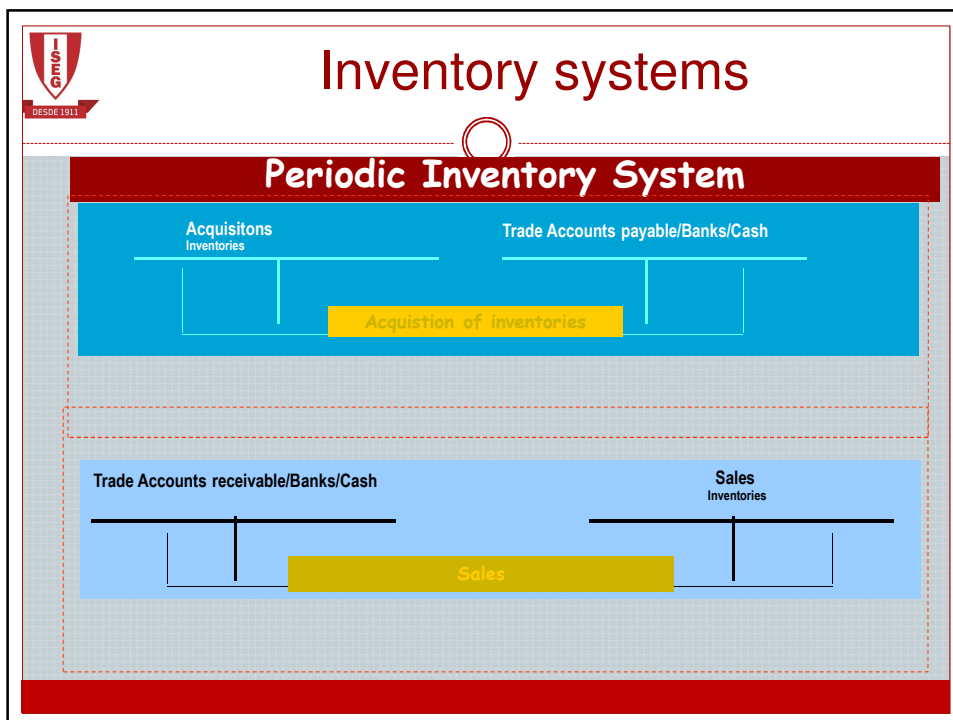 ISEG
DESDE 1911
Inventory systems
Periodic Inventory System
Acquisitons
Inventories
Trade Accounts payable/Banks/Cash
Acquistion of inventories
Trade Accounts receivable/Banks/Cash
Sales
Inventories
Sales